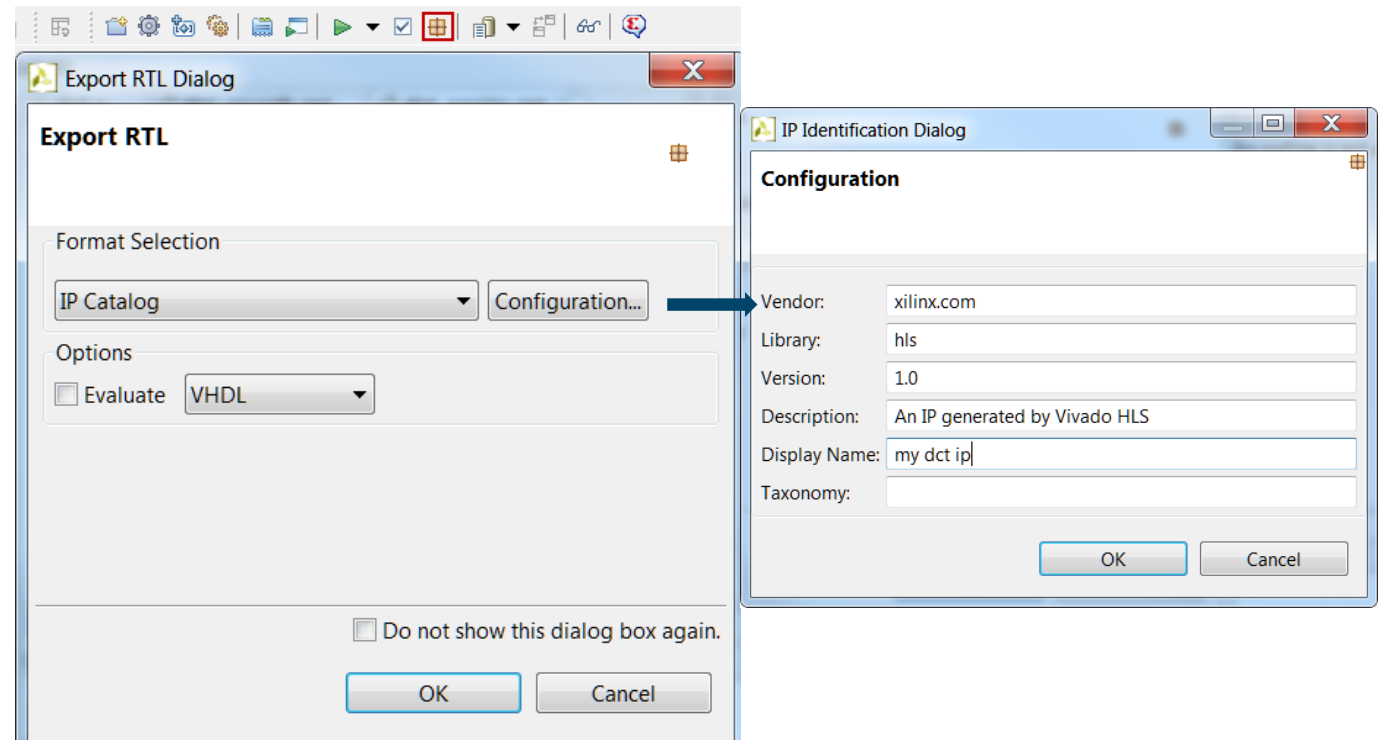 Export RTL Dialog
Export RTL
Format Selection
IP Catalog
Configuration...
Options
Evaluate
VHDL
Do not show this dialog box again.
OK
Cancel
IP Identification Dialog
Configuration
Vendor: xilinx.com
Library: hls
Version: 1.0
Description: An IP generated by Vivado HLS
Display Name: my dct ip
Taxonomy:
OK
Cancel